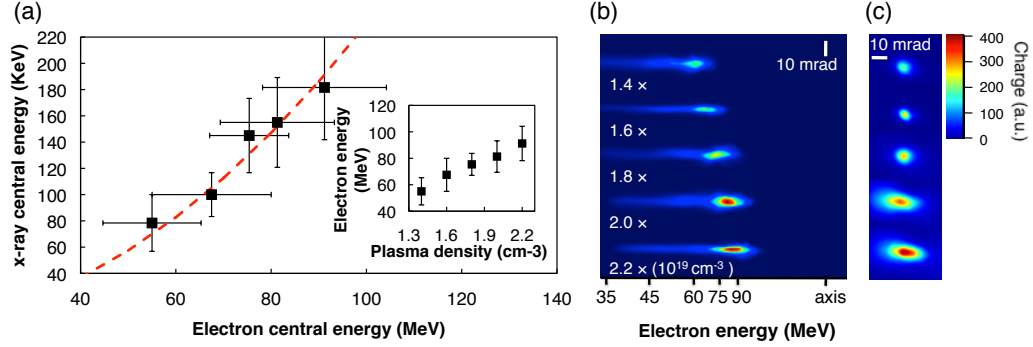 (a)
x-ray central energy (KeV)
220
200
180
160
140
120
100
80
60
40
40
60
80
100
120
140
Electron central energy (MeV)
Electron energy
(MeV)
120
100
80
60
40
1.3
1.6
1.9
2.2
Plasma density (cm-3)
(b)
10 mrad
1.4 ×
1.6 ×
1.8 ×
2.0 ×
2.2 × (10¹⁹ cm⁻³)
35
45
60
75
90
axis
Electron energy (MeV)
(c)
10 mrad
400
300
200
100
0
Charge (a.u.)